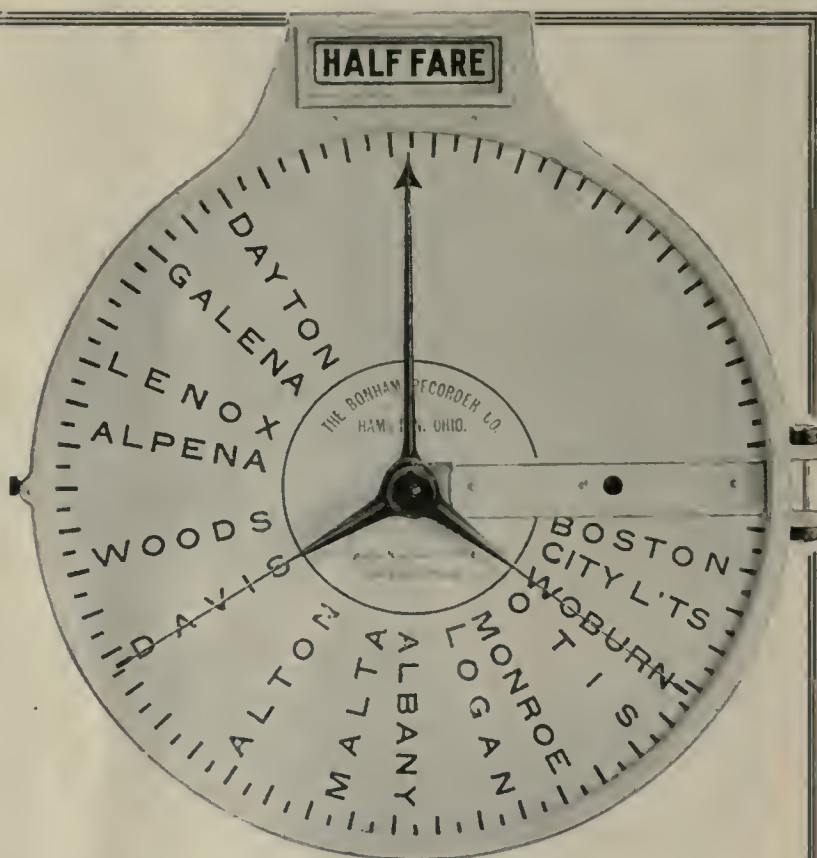 HALF FARE
DAYTON
GALENA
LENOX
ALPENA
WOODS
DAVIS
ALTON
MALTA
ALBANY
LOGAN
MONROE
OTIS
WOBURN
CITY L'TS
BOSTON
THE BONHAM RECORDER CO.
OHIO.